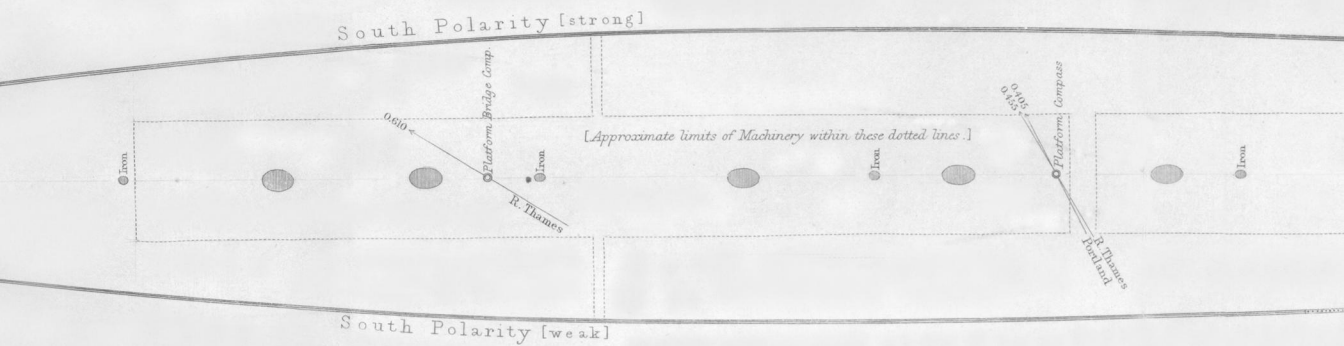 South Polarity [strong]
Platform Bridge Comp.
0.610
0.405
0.455
Platform Compass
[Approximate limits of Machinery within these dotted lines.]
Iron
Iron
Iron
Iron
R. Thames
R. Thames
Portland
South Polarity [weak]